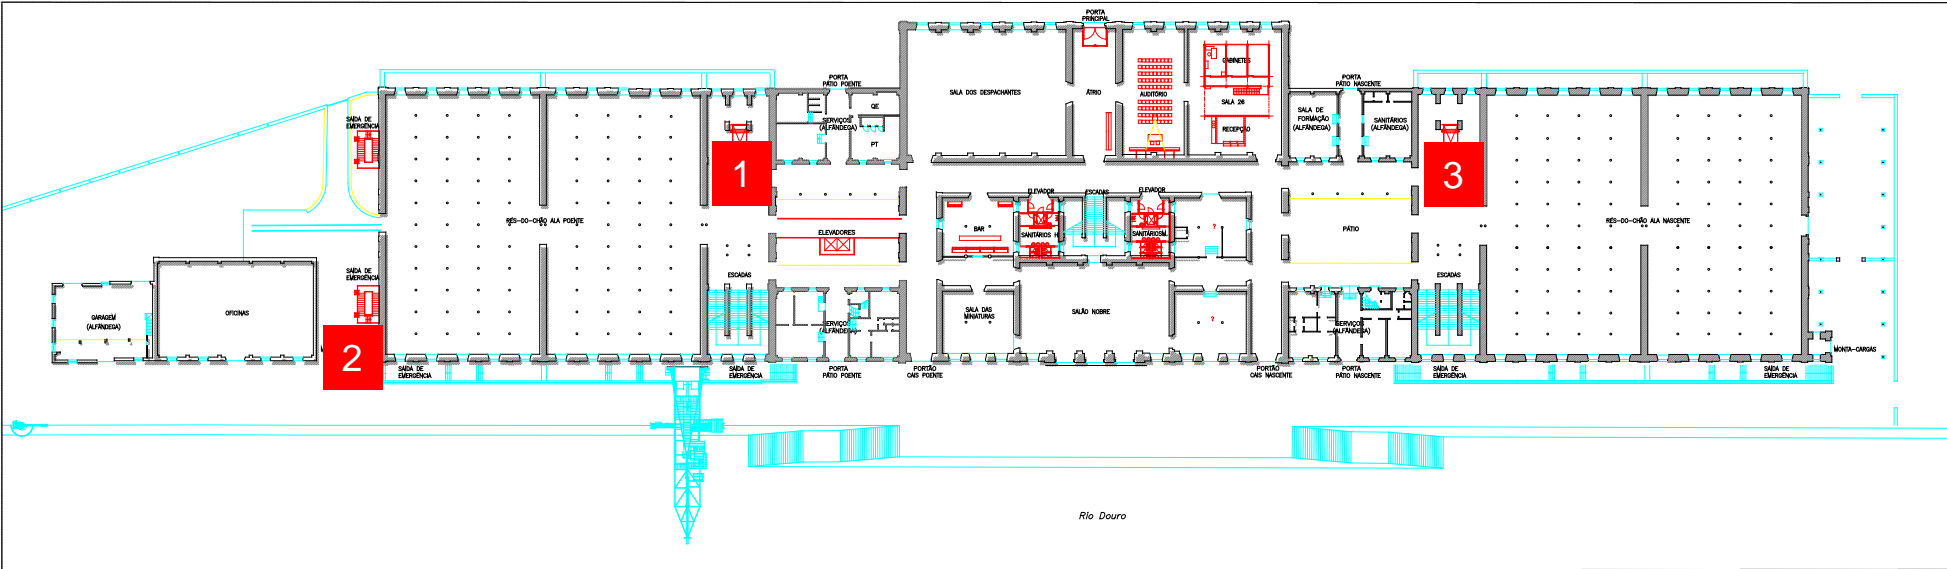 PORTA
PRINCIPAL
PORTA
PÁTIO POENTE
PORTA
PÁTIO NASCENTE
SALA DOS DESPACHANTES
ÁTRIO
AUDITÓRIO
GABINETES
SALA 26
RECEPÇÃO
QE
PT
SERVIÇOS
(ALFÂNDEGA)
SALA DE
FORMAÇÃO
(ALFÂNDEGA)
SANITÁRIOS
(ALFÂNDEGA)
SAÍDA DE
EMERGÊNCIA
1
3
RÉS-DO-CHÃO ALA POENTE
ELEVADORES
BAR
ELEVADOR
ESCADAS
ELEVADOR
SANITÁRIOS H
SANITÁRIOS M.
?
PÁTIO
RÉS-DO-CHÃO ALA NASCENTE
SAÍDA DE
EMERGÊNCIA
ESCADAS
ESCADAS
GARAGEM
(ALFÂNDEGA)
OFICINAS
2
SERVIÇOS
(ALFÂNDEGA)
SALA DAS
MINIATURAS
SALÃO NOBRE
?
SERVIÇOS
(ALFÂNDEGA)
MONTA-CARGAS
SAÍDA DE
EMERGÊNCIA
SAÍDA DE
EMERGÊNCIA
PORTA
PÁTIO POENTE
PORTÃO
CAIS POENTE
PORTÃO
CAIS NASCENTE
PORTA
PÁTIO NASCENTE
SAÍDA DE
EMERGÊNCIA
SAÍDA DE
EMERGÊNCIA
Rio Douro